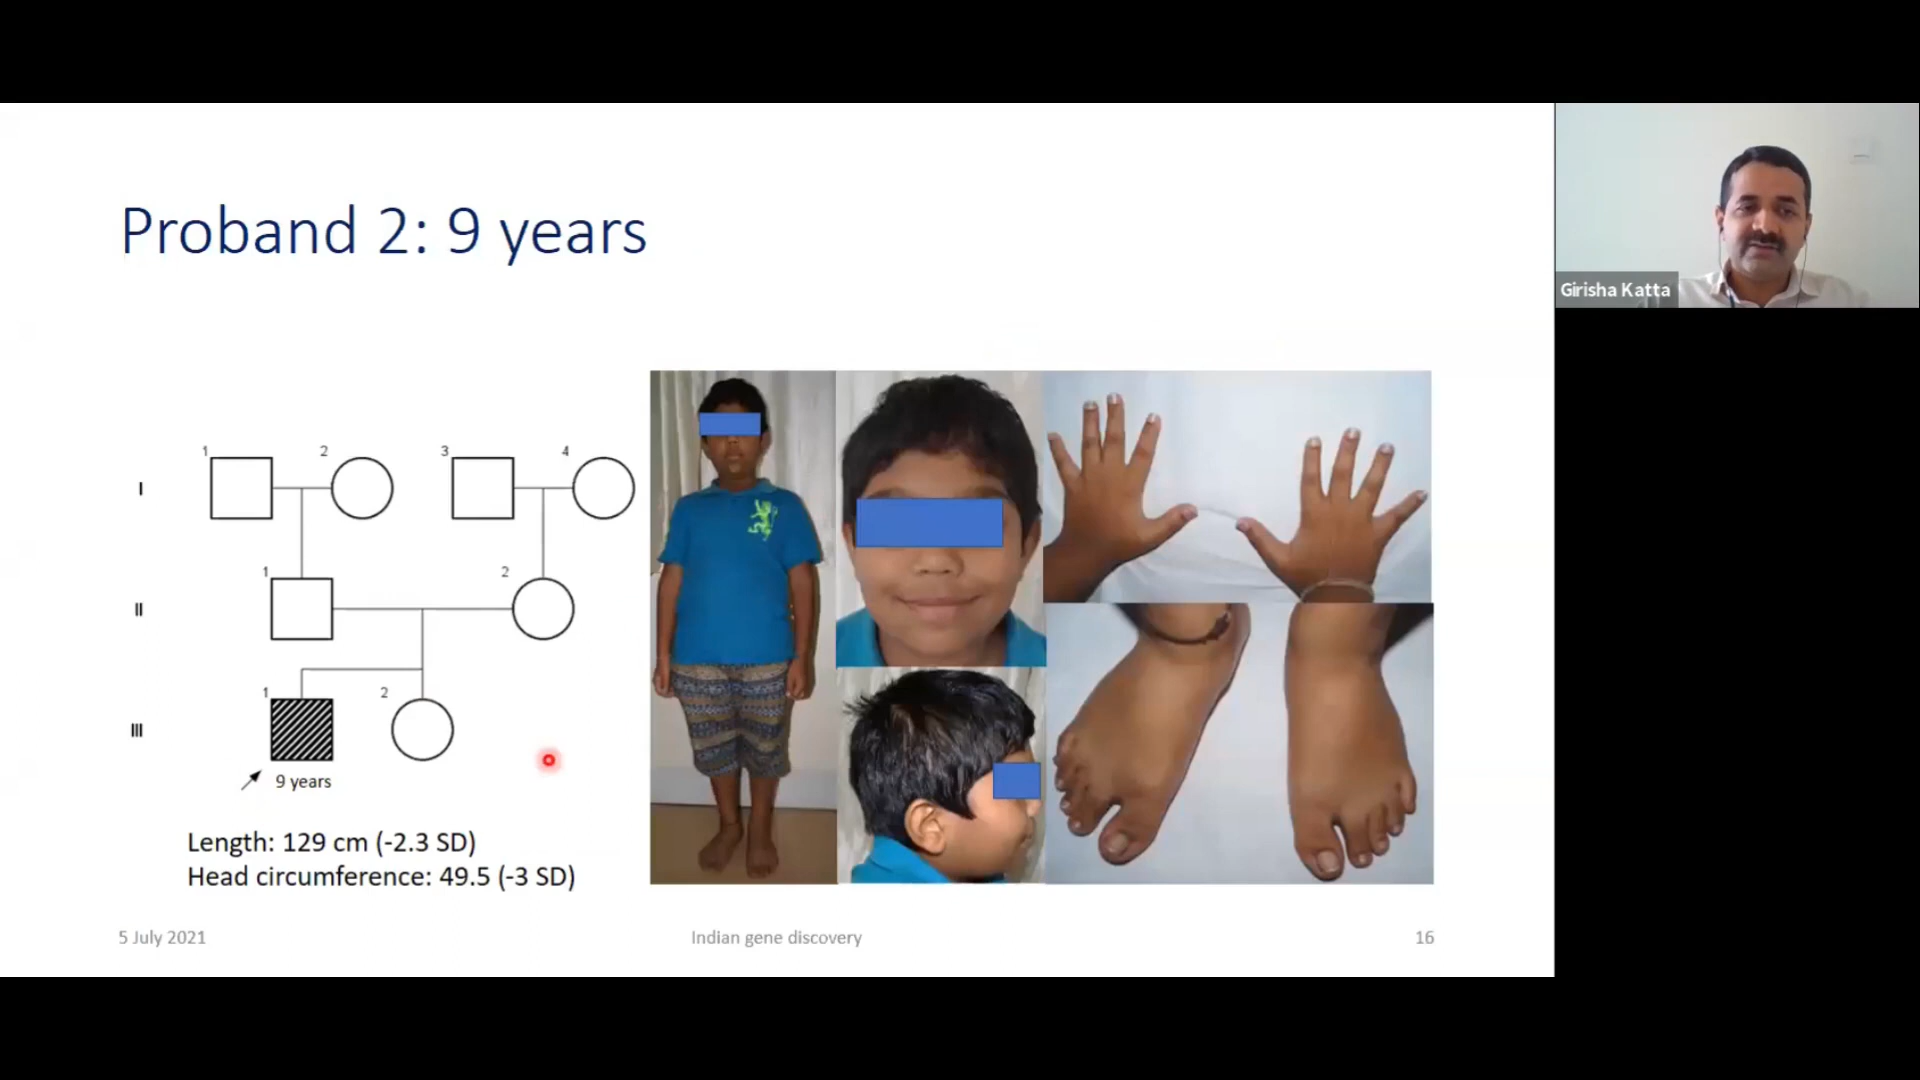 Proband 2: 9 years
Girisha Katta
1
2
3
4
I
1
2
II
1
2
III
9 years
Length: 129 cm (-2.3 SD)
Head circumference: 49.5 (-3 SD)
5 July 2021
Indian gene discovery
16